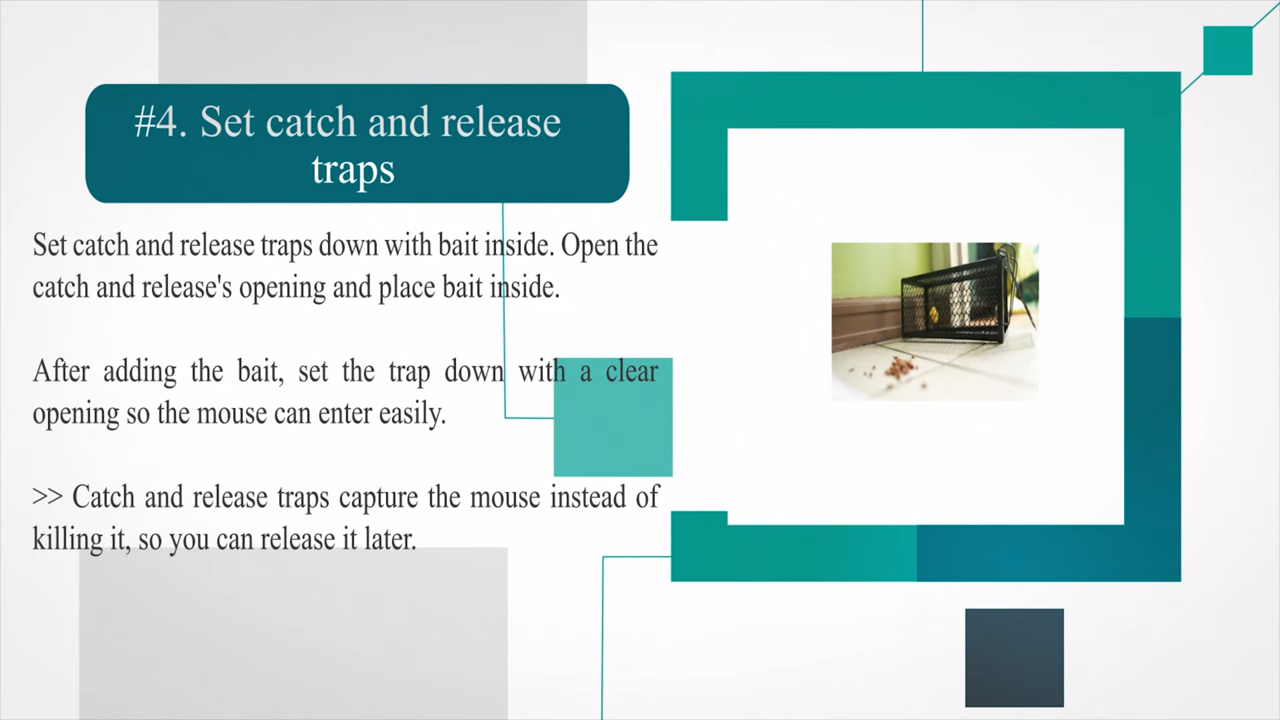 #4. Set catch and release
traps
Set catch and release traps down with bait inside. Open the
catch and release's opening and place bait inside.
After adding the bait, set the trap down with a clear
opening so the mouse can enter easily.
>> Catch and release traps capture the mouse instead of
killing it, so you can release it later.